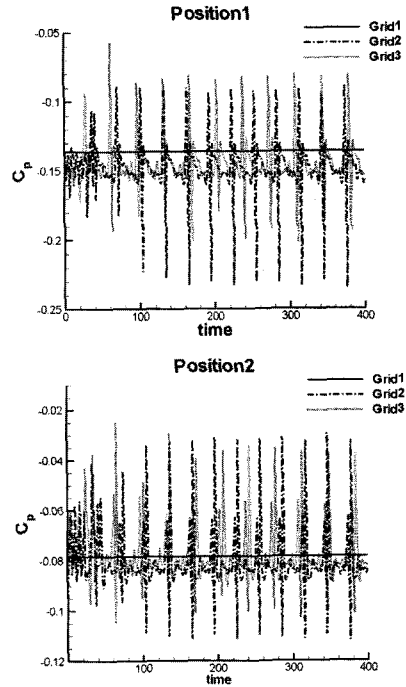 Position1
Grid1
Grid2
Grid3
-0.05
-0.1
-0.15
-0.2
-0.25
Cp
0 100 200 300 400
time
Position2
Grid1
Grid2
Grid3
-0.02
-0.04
-0.06
-0.08
-0.1
-0.12
Cp
100 200 300 400
time